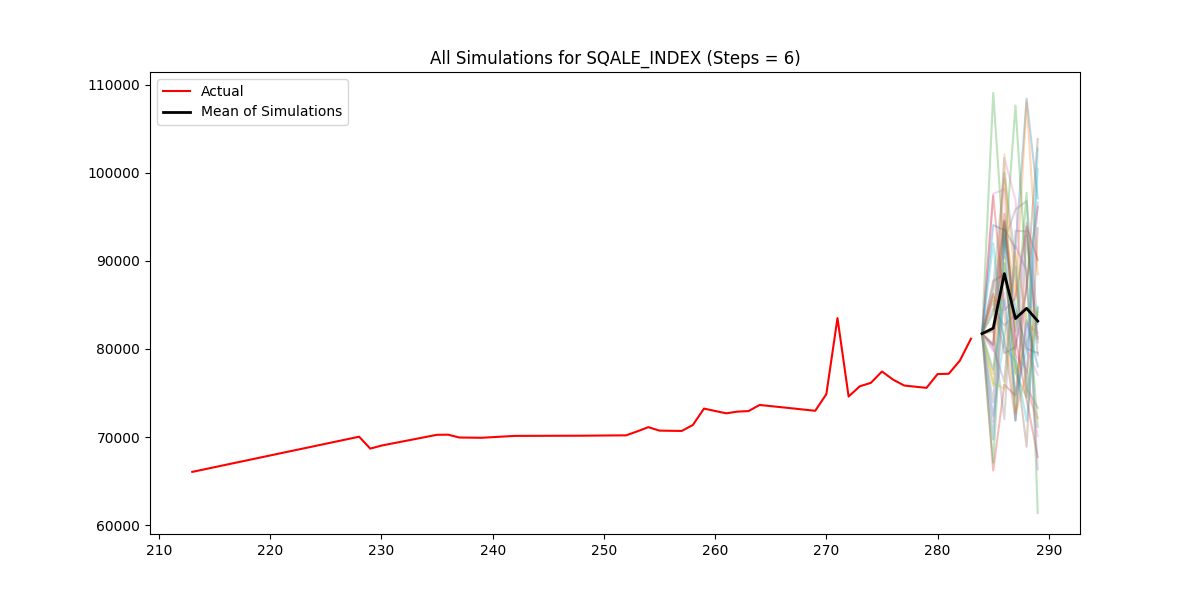 All Simulations for SQALE_INDEX (Steps = 6)
Actual
Mean of Simulations
110000
100000
90000
80000
70000
60000
210 220 230 240 250 260 270 280 290